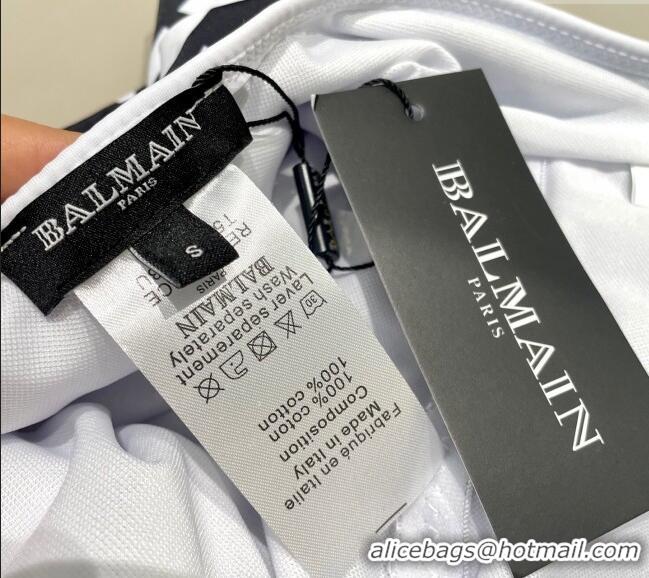 BALMAIN
PARIS
S
BALMAIN
PARIS
BALMAIN
PARIS
Laver separement
Wash separately
30
100% coton
100% cotton
Composition
Made in Italy
Fabriqué en Italie
alicebags@hotmail.com